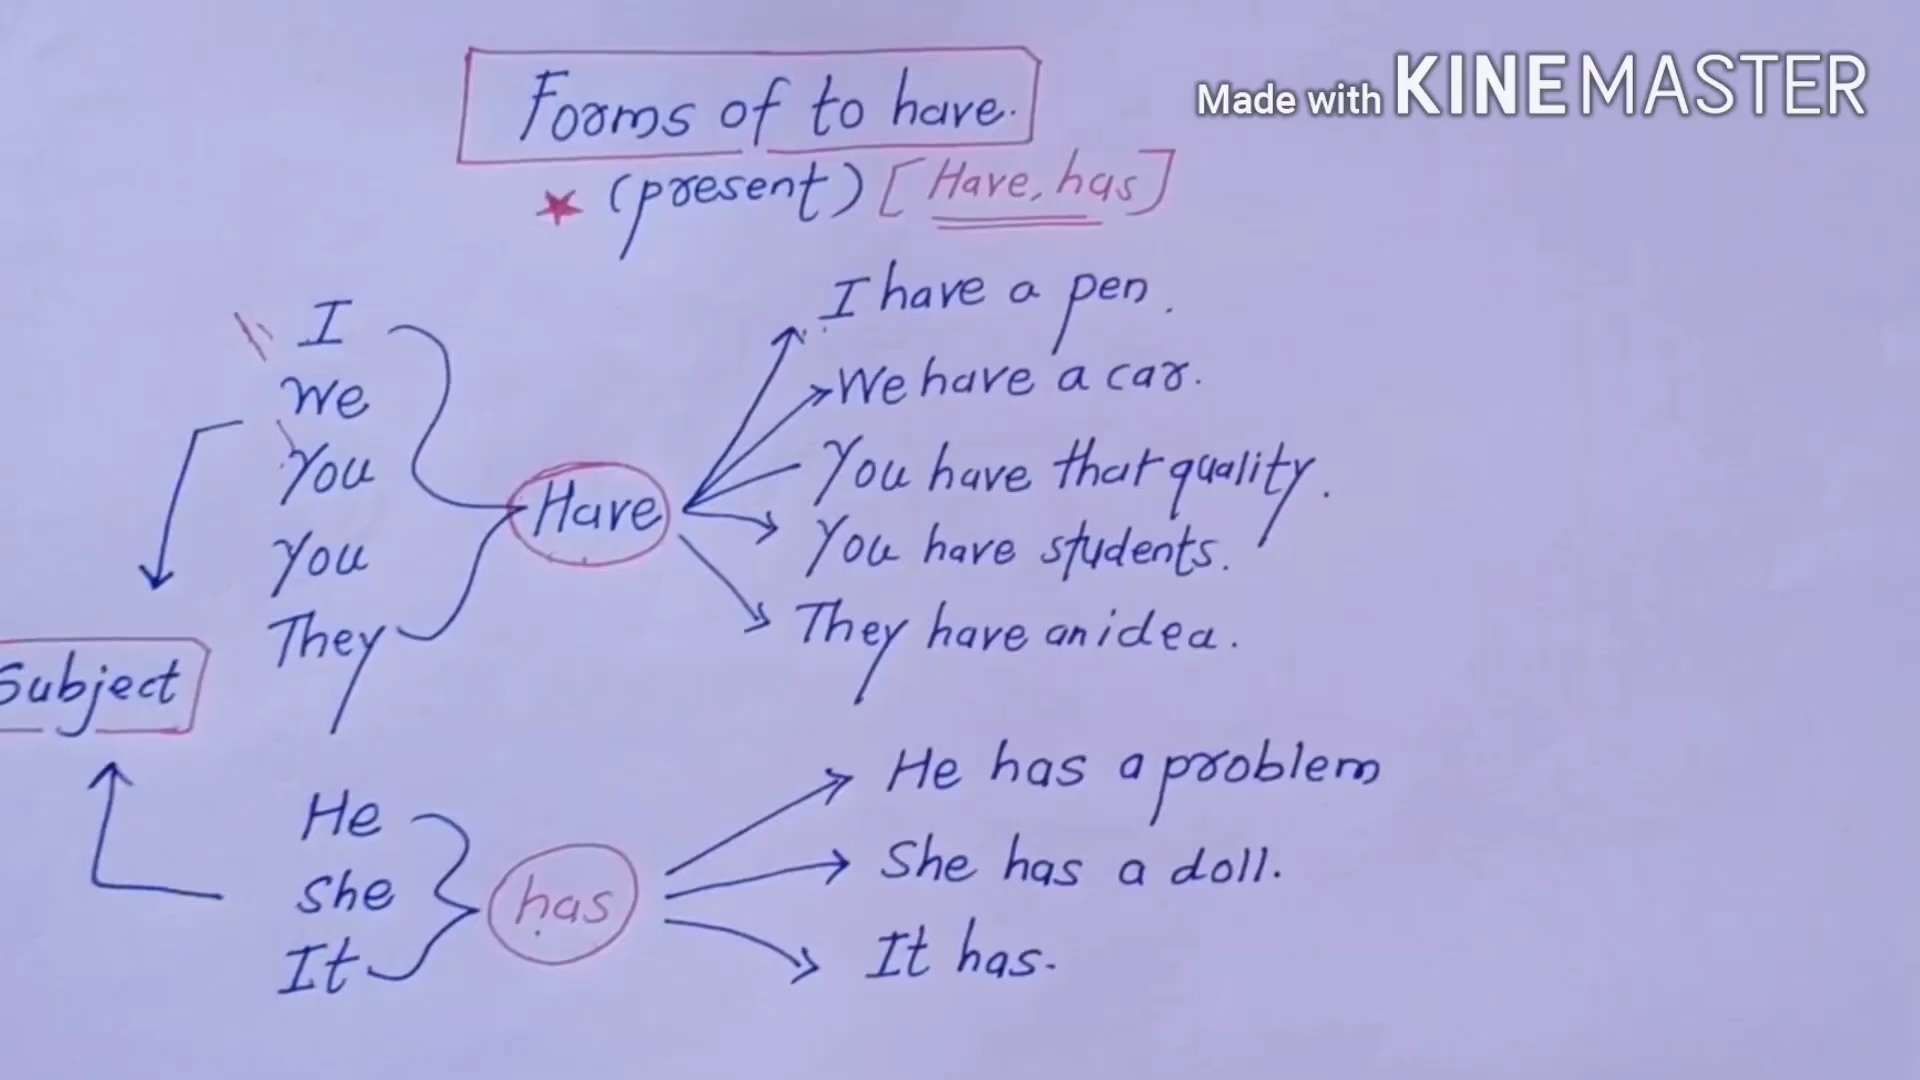 Forms of to have.
Made with KINEMASTER
(present) [Have, has]
I
We
You
You
They
Have
I have a pen.
We have a car.
You have that quality.
You have students.
They have an idea.
Subject
He
She
It
has
He has a problem
She has a doll.
It has.